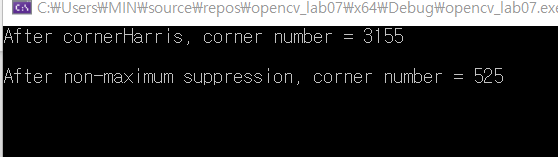 C:₩Users₩MIN₩source₩repos₩opencv_lab07₩x64₩Debug₩opencv_lab07.exe
After cornerHarris, corner number = 3155
After non-maximum suppression, corner number = 525